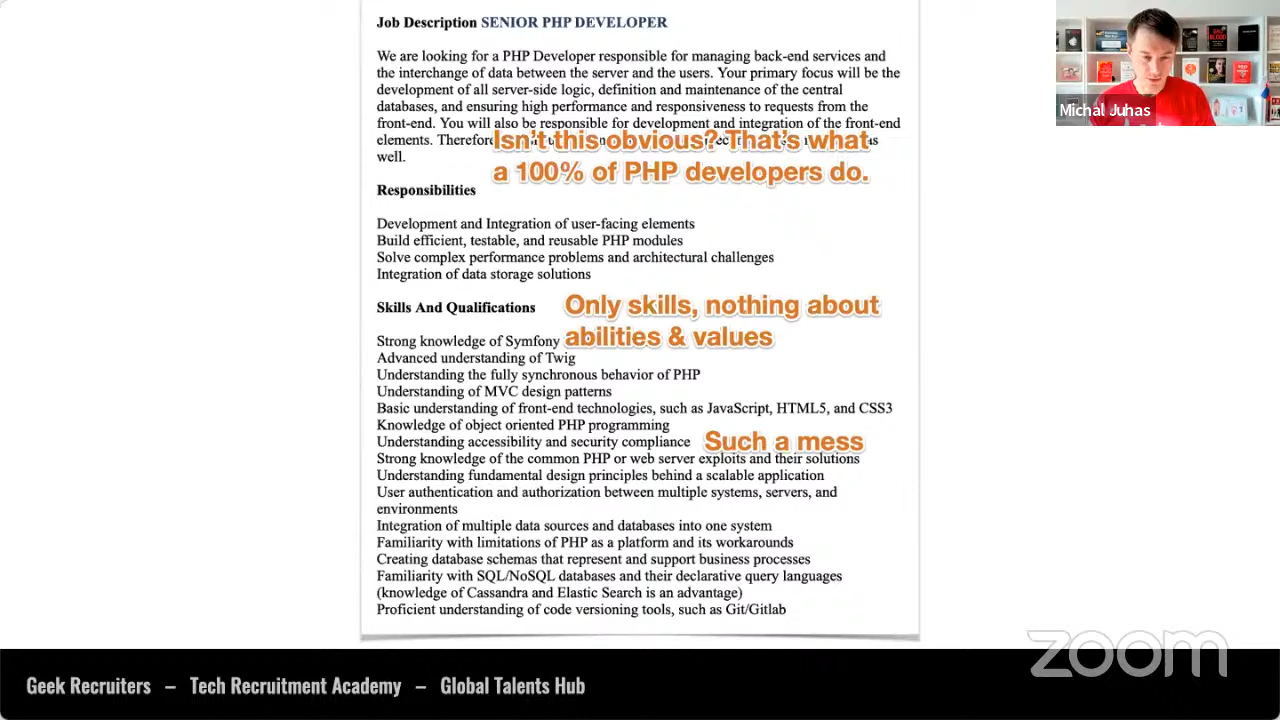 Job Description SENIOR PHP DEVELOPER
We are looking for a PHP Developer responsible for managing back-end services and
the interchange of data between the server and the users. Your primary focus will be the
development of all server-side logic, definition and maintenance of the central
databases, and ensuring high performance and responsiveness to requests from the
front-end. You will also be responsible for development and integration of the front-end
elements. Therefore
well.
Isn't this obvious? That's what
a 100% of PHP developers do.
Responsibilities
Development and Integration of user-facing elements
Build efficient, testable, and reusable PHP modules
Solve complex performance problems and architectural challenges
Integration of data storage solutions
Skills And Qualifications
Only skills, nothing about
abilities & values
Strong knowledge of Symfony
Advanced understanding of Twig
Understanding the fully synchronous behavior of PHP
Understanding of MVC design patterns
Basic understanding of front-end technologies, such as JavaScript, HTML5, and CSS3
Knowledge of object oriented PHP programming
Understanding accessibility and security compliance
Such a mess
Strong knowledge of the common PHP or web server exploits and their solutions
Understanding fundamental design principles behind a scalable application
User authentication and authorization between multiple systems, servers, and
environments
Integration of multiple data sources and databases into one system
Familiarity with limitations of PHP as a platform and its workarounds
Creating database schemas that represent and support business processes
Familiarity with SQL/NoSQL databases and their declarative query languages
(knowledge of Cassandra and Elastic Search is an advantage)
Proficient understanding of code versioning tools, such as Git/Gitlab
Michal Juhas
zoom
Geek Recruiters – Tech Recruitment Academy – Global Talents Hub